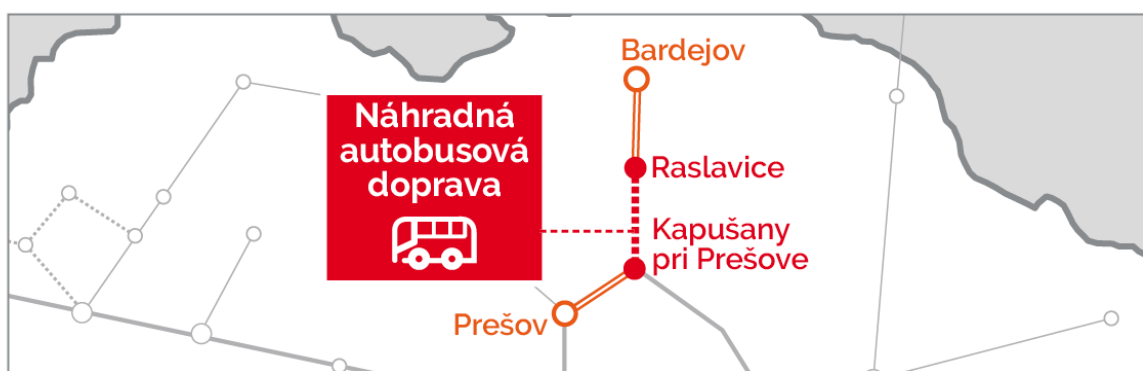 Bardejov
Náhradná
autobusová
doprava
Raslavice
Kapušany
pri Prešove
Prešov